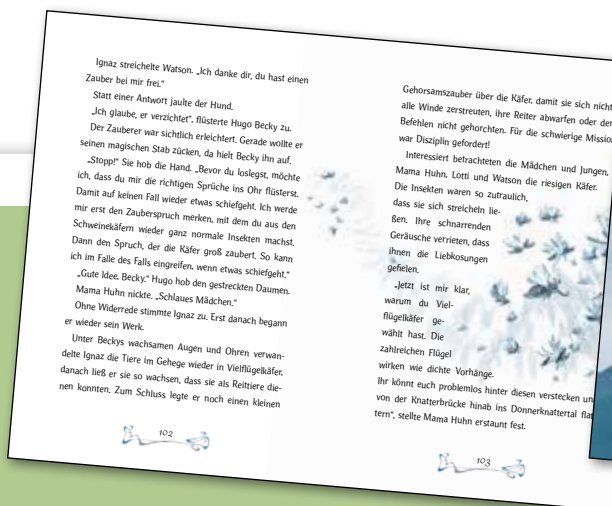 Ignaz streichelte Watson. „Ich danke dir, du hast einen
Zauber bei mir frei.“
Statt einer Antwort jaulte der Hund.
„Ich glaube, er verzichtet“, flüsterte Hugo Becky zu.
Der Zauberer war sichtlich erleichtert. Gerade wollte er
seinen magischen Stab zücken, da hielt Becky ihn auf.
„Stopp!“ Sie hob die Hand. „Bevor du loslegst, möchte
ich, dass du mir die richtigen Sprüche ins Ohr flüsterst.
Damit auf keinen Fall wieder etwas schiefgeht. Ich werde
mir erst den Zauberspruch merken, mit dem du aus den
Schweinekäfern wieder ganz normale Insekten machst.
Dann den Spruch, der die Käfer groß zaubert. So kann
ich im Falle des Falls eingreifen, wenn etwas schiefgeht.“
„Gute Idee, Becky.“ Hugo hob den gestreckten Daumen.
Mama Huhn nickte. „Schlaues Mädchen.“
Ohne Widerrede stimmte Ignaz zu. Erst danach begann
er wieder sein Werk.
Unter Beckys wachsamen Augen und Ohren verwan-
delte Ignaz die Tiere im Gehege wieder in Vielflügelkäfer,
danach ließ er sie so wachsen, dass sie als Reittiere die-
nen konnten. Zum Schluss legte er noch einen kleinen
102
Gehorsamszauber über die Käfer, damit sie sich nicht
alle Winde zerstreuten, ihre Reiter abwarfen oder den
Befehlen nicht gehorchten. Für die schwierige Mission
war Disziplin gefordert!
Interessiert betrachteten die Mädchen und Jungen,
Mama Huhn, Lotti und Watson die riesigen Käfer.
Die Insekten waren so zutraulich,
dass sie sich streicheln lie-
ßen. Ihre schnarrenden
Geräusche verrieten, dass
ihnen die Liebkosungen
gefielen.
„Jetzt ist mir klar,
warum du Viel-
flügelkäfer ge-
wählt hast. Die
zahlreichen Flügel
wirken wie dichte Vorhänge.
Ihr könnt euch problemlos hinter diesen verstecken und
von der Knatterbrücke hinab ins Donnerknattertal flat
tern“, stellte Mama Huhn erstaunt fest.
103